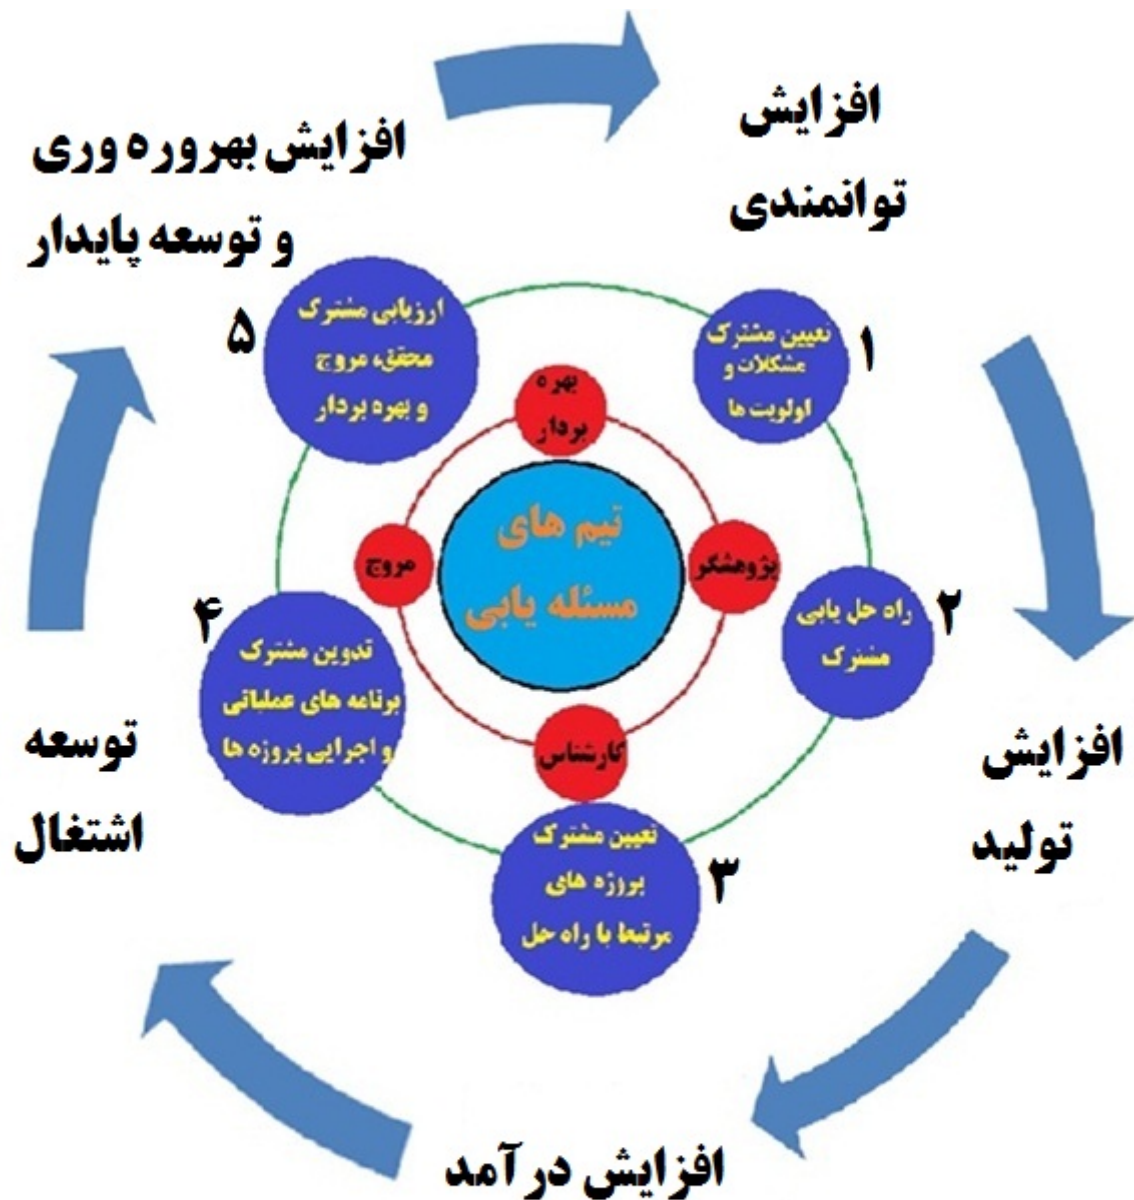 افزایش
توانمندی
افزایش بهروره وری
و توسعه پایدار
۱
تعیین مشترک
مشکلات و
اولویت ها
۵
ارزیابی مشترک
محقق، مروج
و بهره بردار
بهره
بردار
تیم های
مسئله یابی
پژوهشگر
مروج
کارشناس
۲
راه حل یابی
مشترک
۴
تدوین مشترک
برنامه های عملیاتی
و اجرایی پروژه ها
۳
تعیین مشترک
پروژه های
مرتبط با راه حل
افزایش
تولید
توسعه
اشتغال
افزایش درآمد